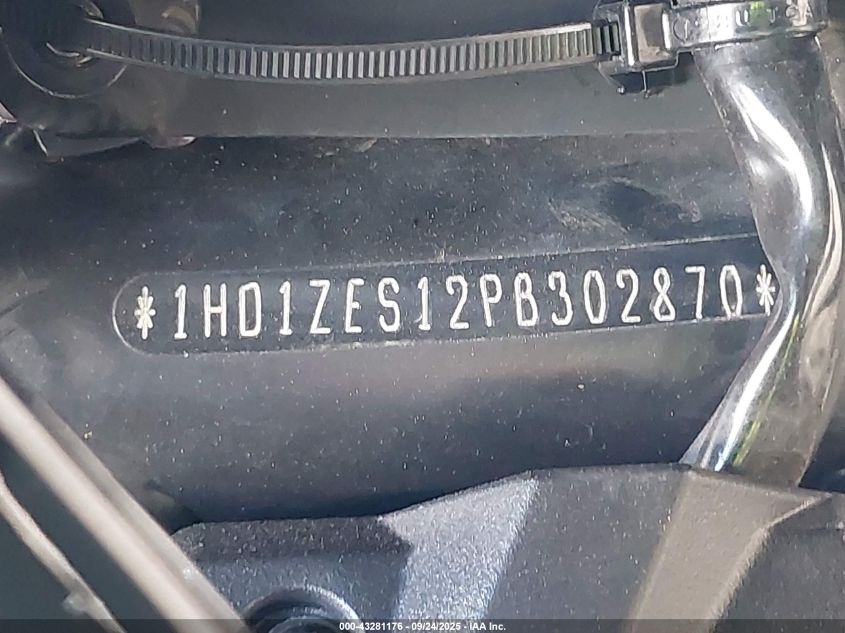 *1HD1ZES12PB302870*
000-43281176 - 09/24/2025 - IAA Inc.